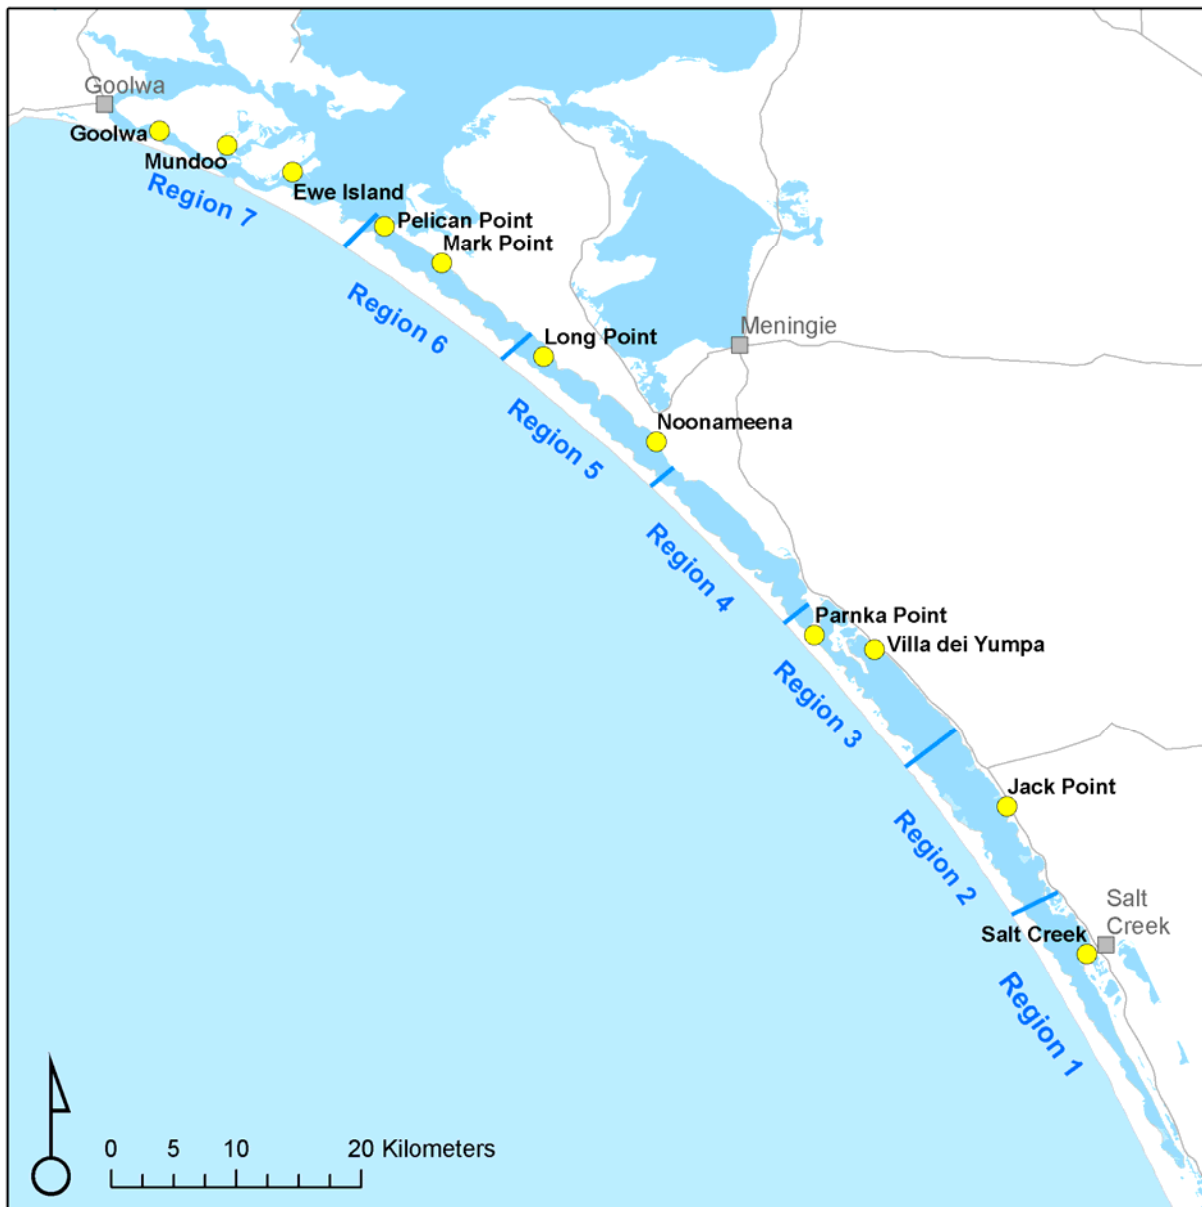 Goolwa
Goolwa
Mundoo
Ewe Island
Region 7
Pelican Point
Mark Point
Region 6
Long Point
Meningie
Region 5
Noonameena
Region 4
Parnka Point
Villa dei Yumpa
Region 3
Jack Point
Region 2
Salt
Creek
Salt Creek
Region 1
0 5 10 20 Kilometers